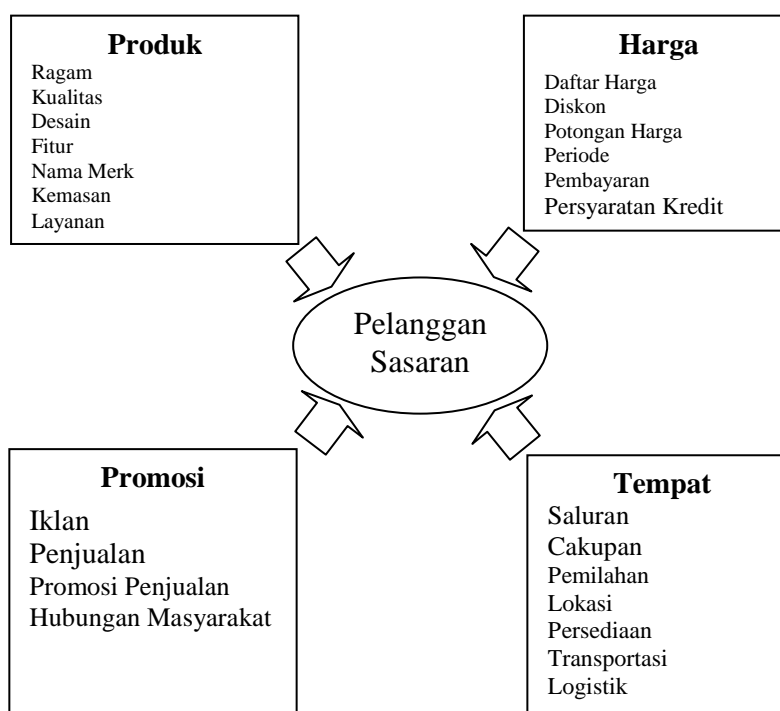 Produk
Ragam
Kualitas
Desain
Fitur
Nama Merk
Kemasan
Layanan
Harga
Daftar Harga
Diskon
Potongan Harga
Periode
Pembayaran
Persyaratan Kredit
Pelanggan
Sasaran
Promosi
Iklan
Penjualan
Promosi Penjualan
Hubungan Masyarakat
Tempat
Saluran
Cakupan
Pemilahan
Lokasi
Persediaan
Transportasi
Logistik